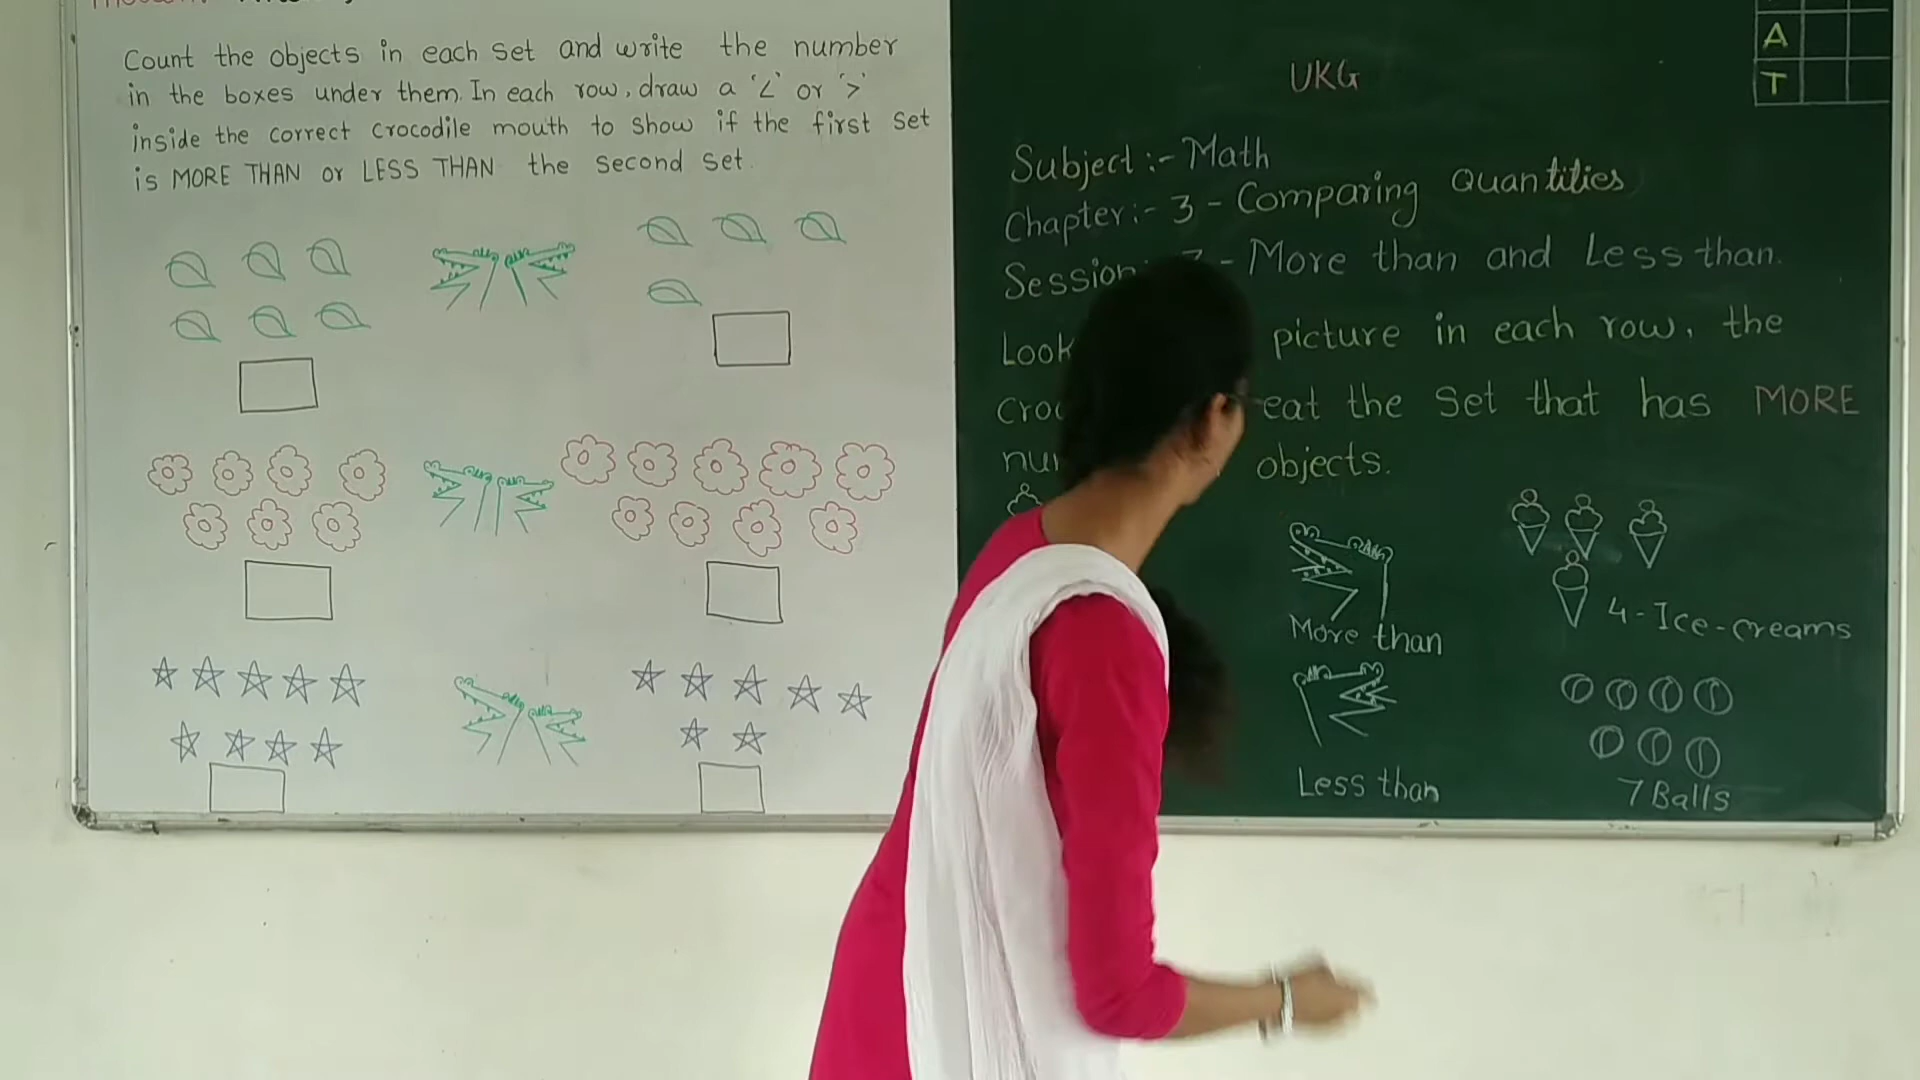 Count the objects in each set and write the number
in the boxes under them. In each row, draw a '<' or '>'
inside the correct crocodile mouth to show if the first set
is MORE THAN or LESS THAN the second set.
A
T
UKG
Subject :- Math
Chapter :- 3 - Comparing Quantities
Session - More than and Less than.
Look picture in each row, the
eat the set that has MORE
objects.
More than
4 - Ice-creams
Less than
7 Balls